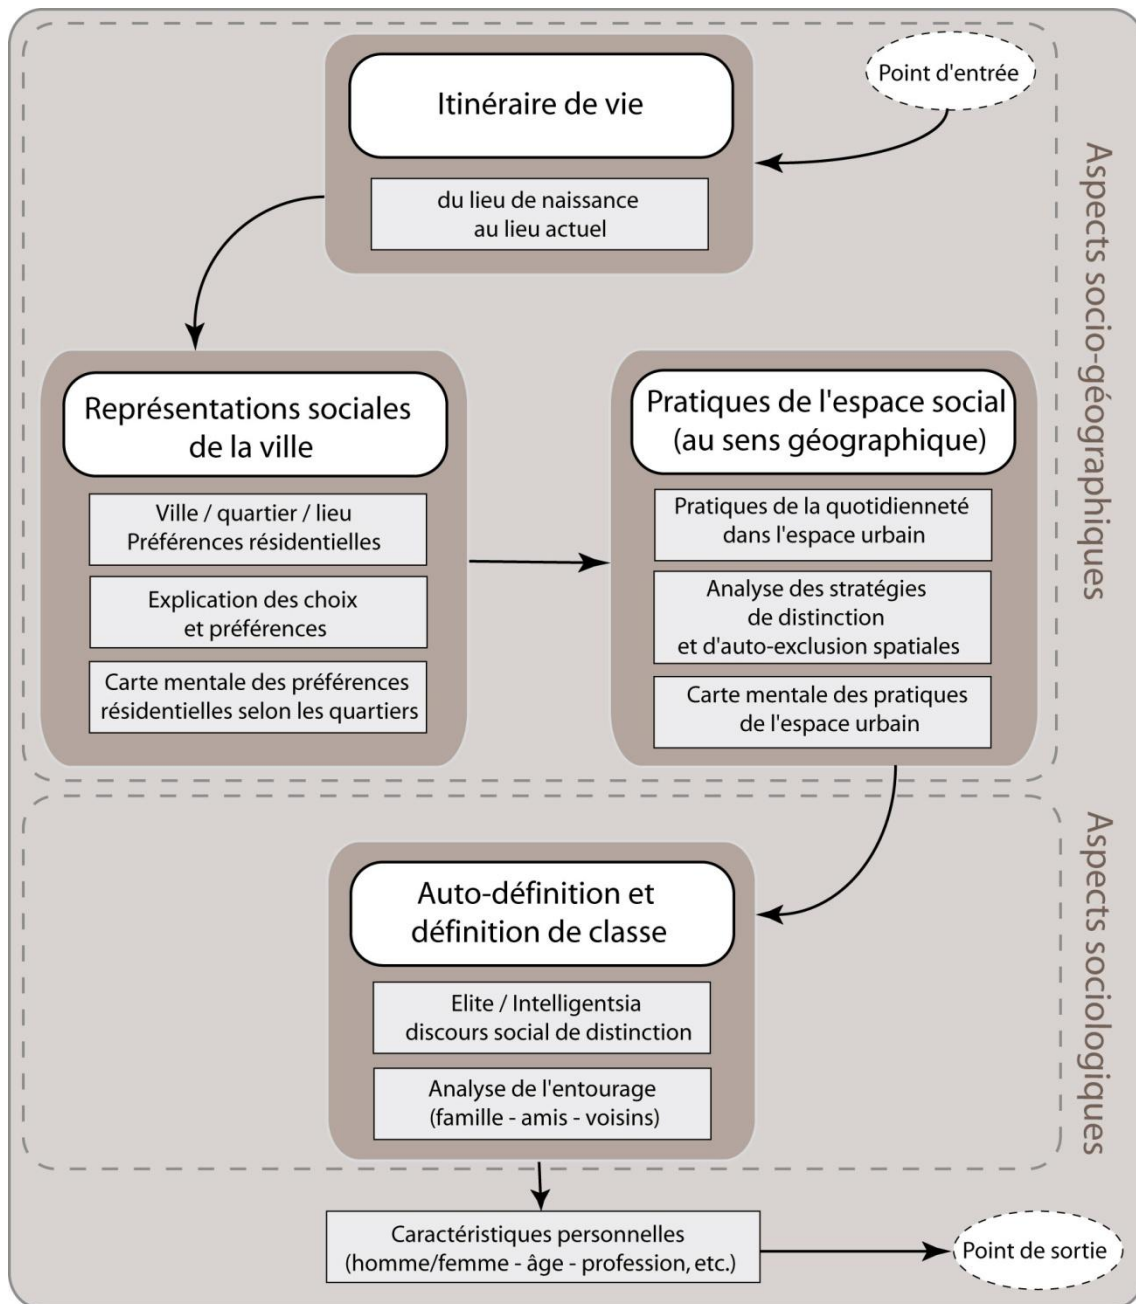 Point d'entrée
Itinéraire de vie
du lieu de naissance
au lieu actuel
Aspects socio-géographiques
Représentations sociales
de la ville
Ville / quartier / lieu
Préférences résidentielles
Explication des choix
et préférences
Carte mentale des préférences
résidentielles selon les quartiers
Pratiques de l'espace social
(au sens géographique)
Pratiques de la quotidienneté
dans l'espace urbain
Analyse des stratégies
de distinction
et d'auto-exclusion spatiales
Carte mentale des pratiques
de l'espace urbain
Aspects sociologiques
Auto-définition et
définition de classe
Elite / Intelligentsia
discours social de distinction
Analyse de l'entourage
(famille - amis - voisins)
Caractéristiques personnelles
(homme/femme - âge - profession, etc.)
Point de sortie